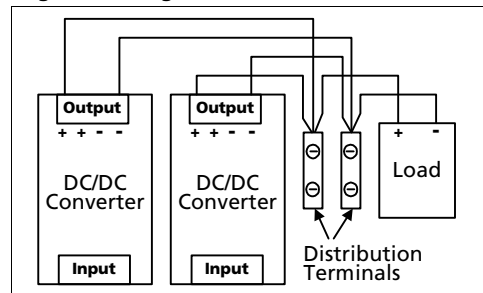 Output
+ + - -
DC/DC
Converter
Input
Output
+ + - -
DC/DC
Converter
Input
+ -
Load
Distribution
Terminals